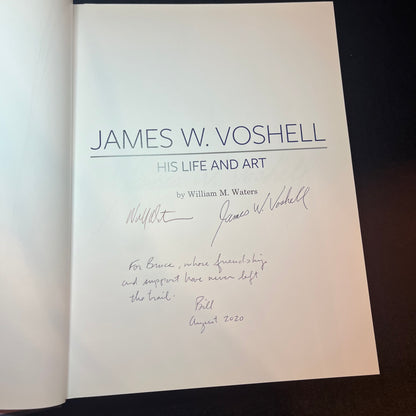 JAMES W. VOSHELL
HIS LIFE AND ART
by William M. Waters
James W. Voshell
For Bruce, whose friendship
and support have never left
the trail.
Bill
August 2020